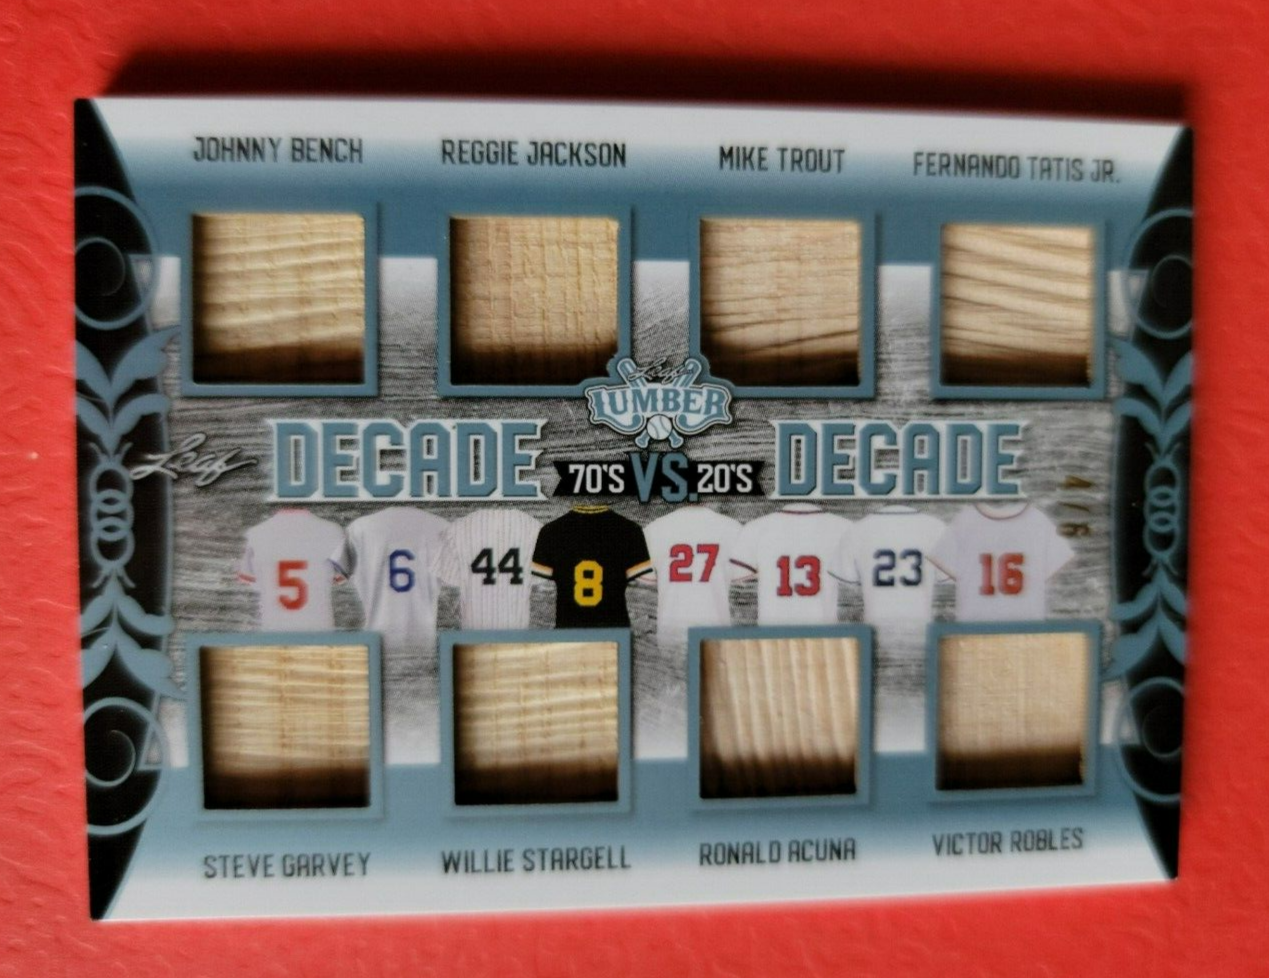 JOHNNY BENCH
REGGIE JACKSON
MIKE TROUT
FERNANDO TATIS JR.
Leaf
LUMBER
Leaf
DECADE
70'S VS. 20'S
DECADE
5
6
44
8
27
13
23
16
STEVE GARVEY
WILLIE STARGELL
RONALD ACUNA
VICTOR ROBLES